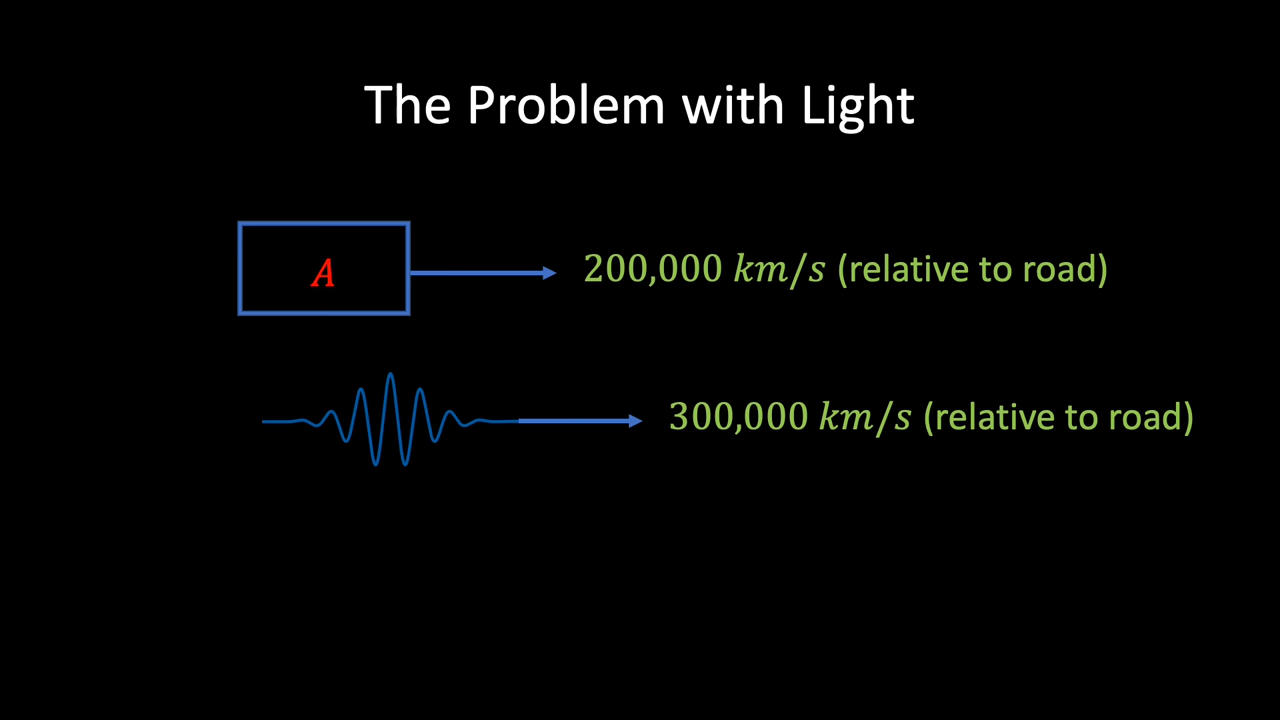 The Problem with Light
A
200,000 km/s (relative to road)
300,000 km/s (relative to road)